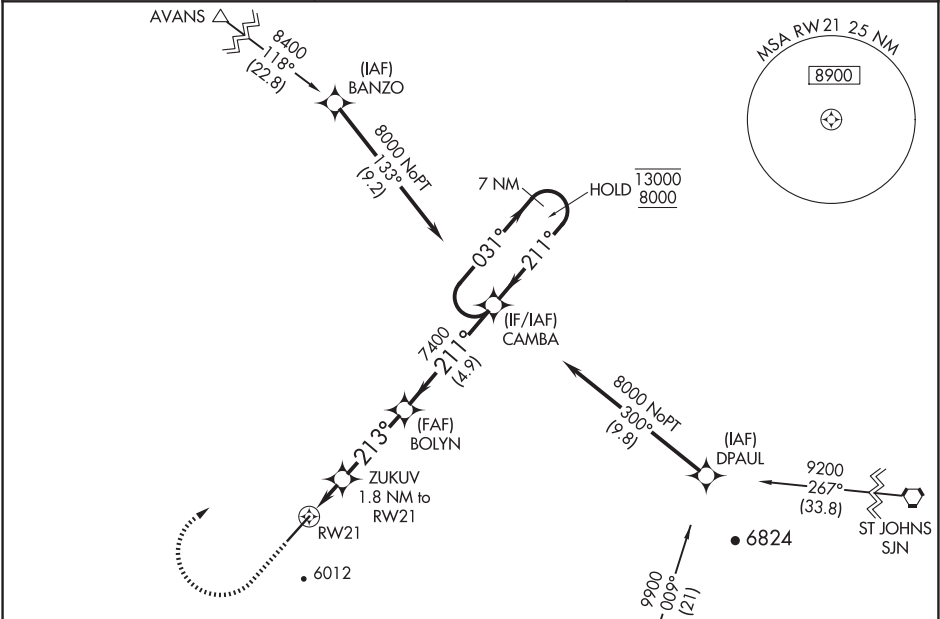 AVANS
8400
118°
(22.8)
(IAF)
BANZO
8000 NoPT
133°
(9.2)
MSA RW21 25 NM
8900
7 NM
HOLD
13000
8000
031°
211°
(IF/IAF)
CAMBA
7400
211°
(4.9)
(FAF)
BOLYN
213°
ZUKUV
1.8 NM to
RW21
RW21
6012
8000 NoPT
300°
(9.8)
(IAF)
DPAUL
9200
267°
(33.8)
ST JOHNS
SJN
6824
9900
009°
(21)